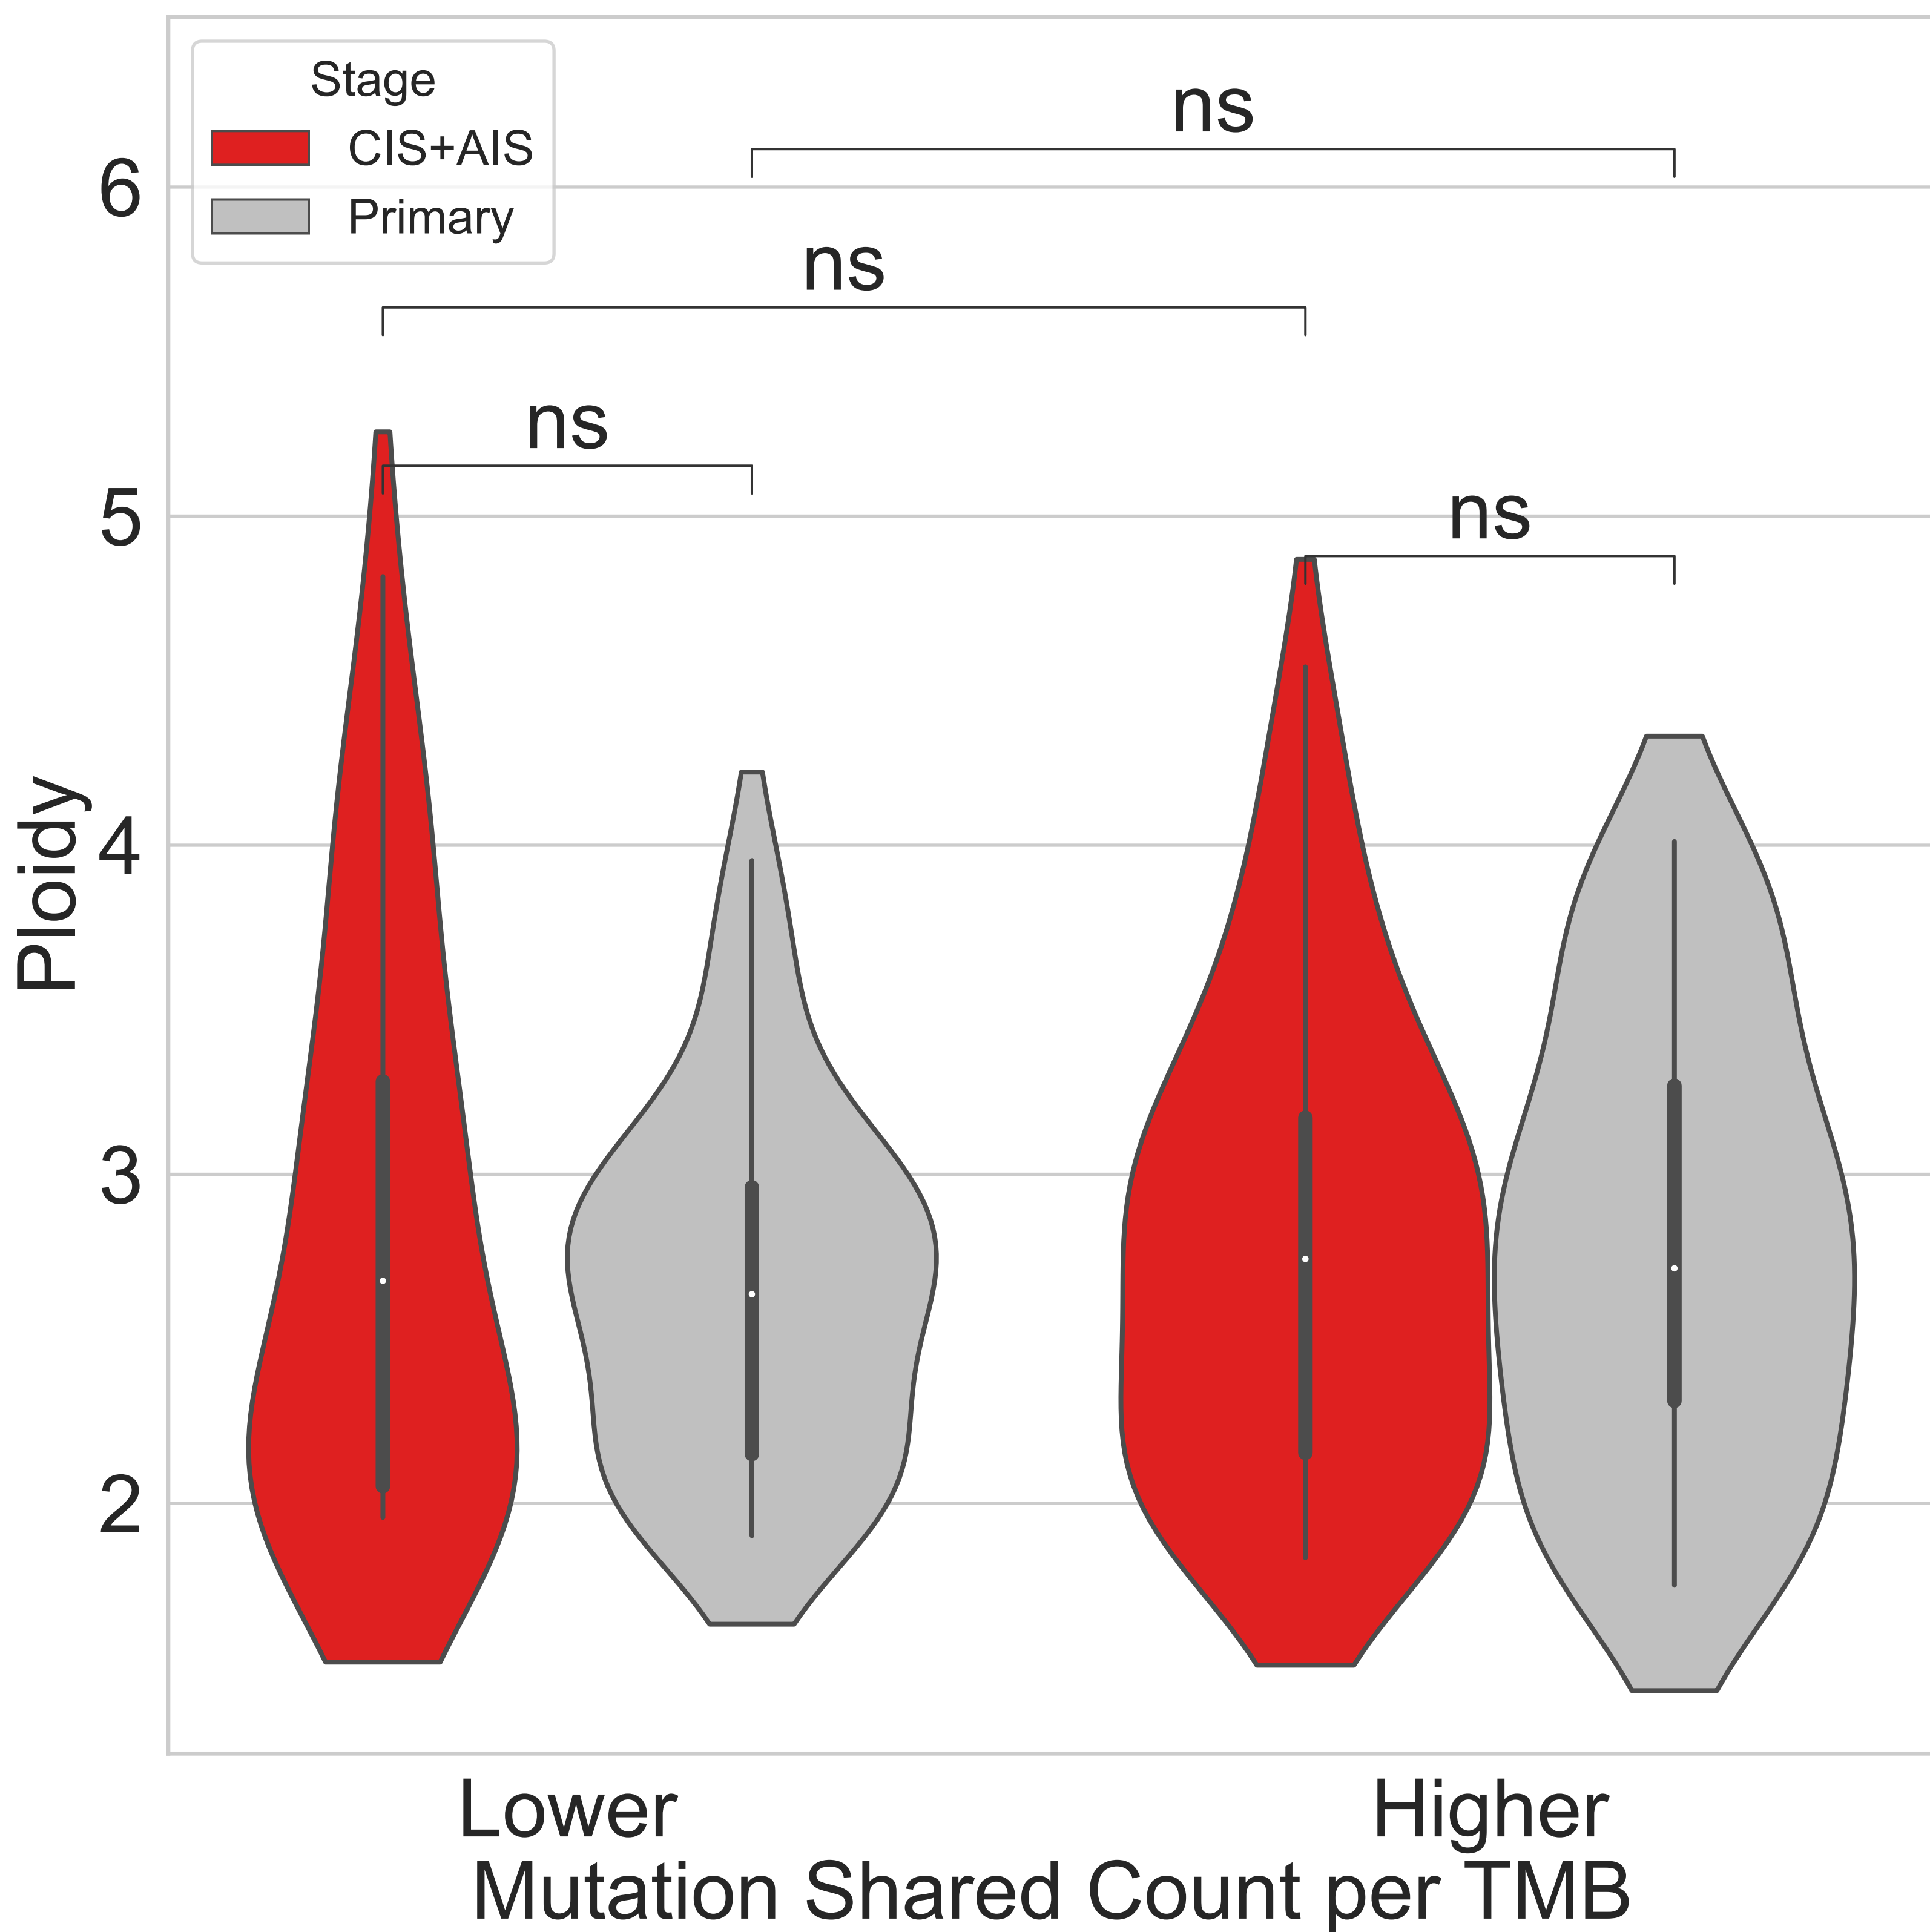 Stage
CIS+AIS
Primary
ns
ns
ns
ns
6
5
4
3
2
Ploidy
Lower
Higher
Mutation Shared Count per TMB